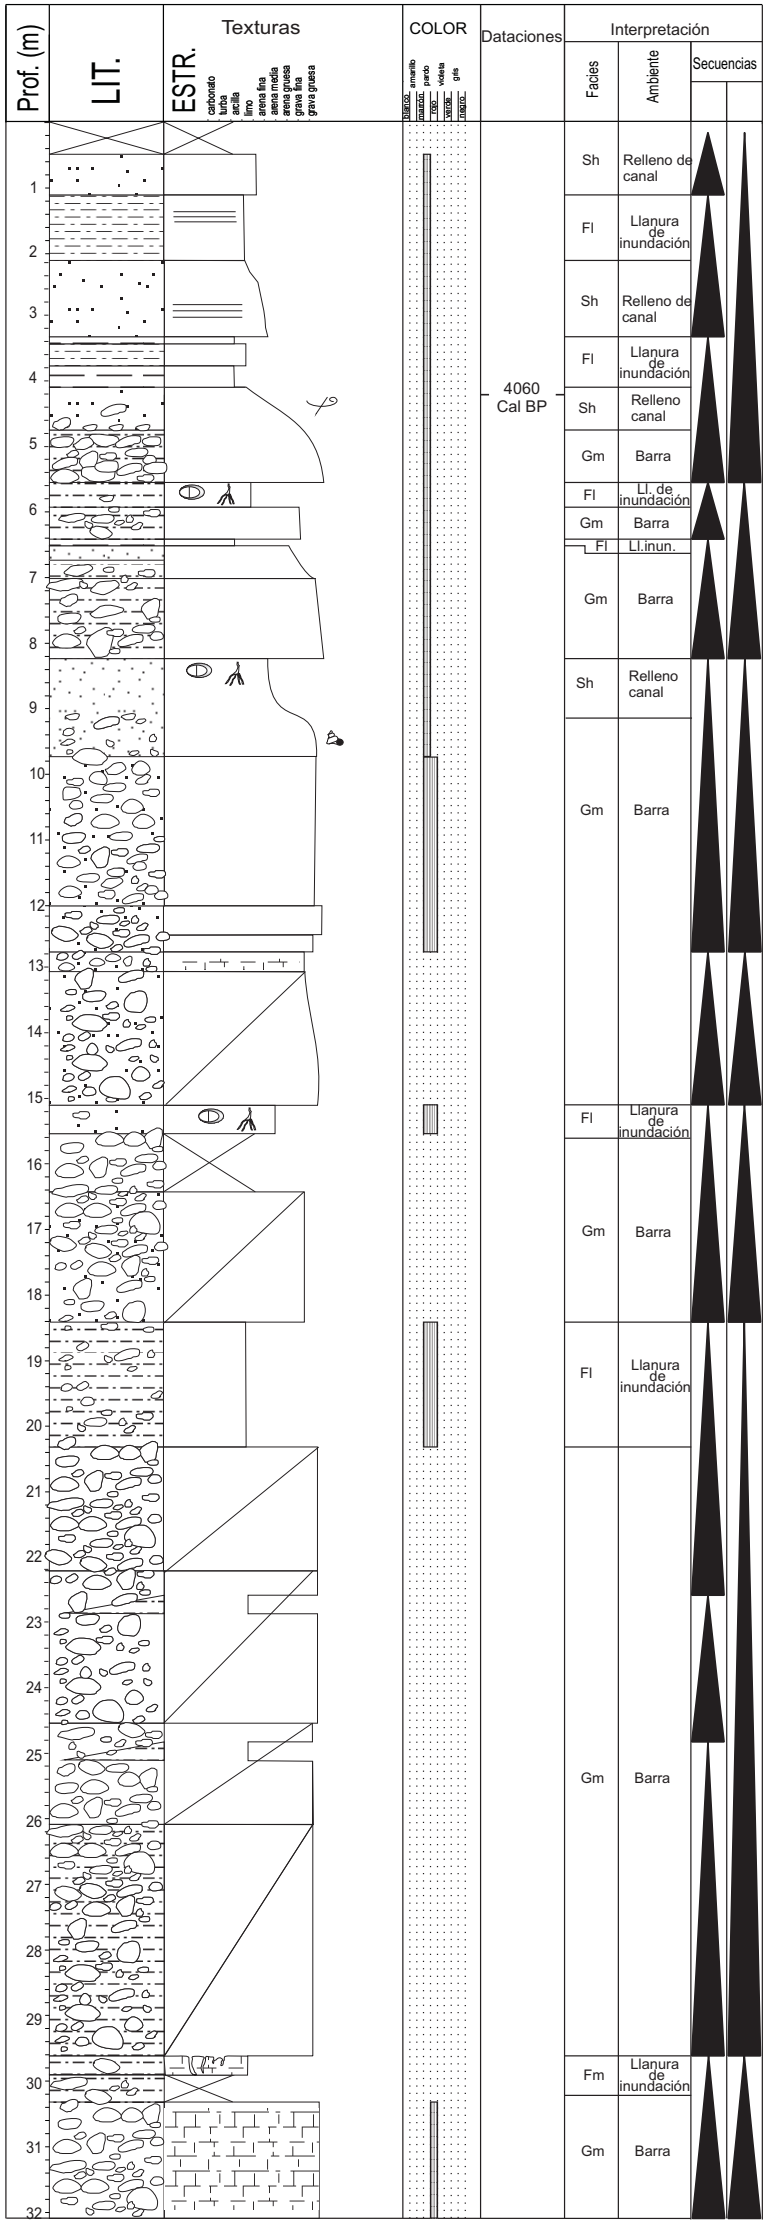 Prof. (m)
LIT.
ESTR.
Texturas
carbonato
turba
arcilla
limo
arena fina
arena media
arena gruesa
grava fina
grava gruesa
COLOR
blanco
amarillo
marrón
pardo
rojo
violeta
verde
gris
negro
Dataciones
Interpretación
Facies
Ambiente
Secuencias
Sh
Relleno de
canal
1
Fl
Llanura
de
inundación
2
Sh
Relleno de
canal
3
Fl
Llanura
de
inundación
4
4060
Cal BP
Sh
Relleno
canal
5
Gm
Barra
Fl
Ll. de
inundación
6
Gm
Barra
Fl
Ll.inun.
7
Gm
Barra
8
Sh
Relleno
canal
9
10
Gm
Barra
11
12
13
14
15
Fl
Llanura
de
inundación
16
17
Gm
Barra
18
19
Fl
Llanura
de
inundación
20
21
22
23
24
25
Gm
Barra
26
27
28
29
Fm
Llanura
de
inundación
30
31
Gm
Barra
32